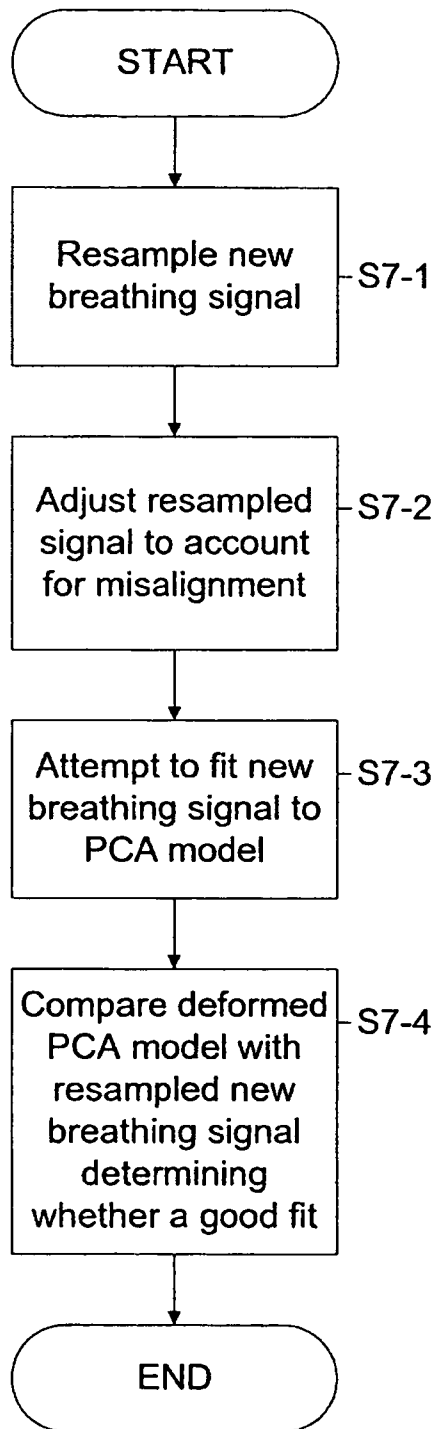 START
Resample new
breathing signal
S7-1
Adjust resampled
signal to account
for misalignment
S7-2
Attempt to fit new
breathing signal to
PCA model
S7-3
Compare deformed
PCA model with
resampled new
breathing signal
determining
whether a good fit
S7-4
END